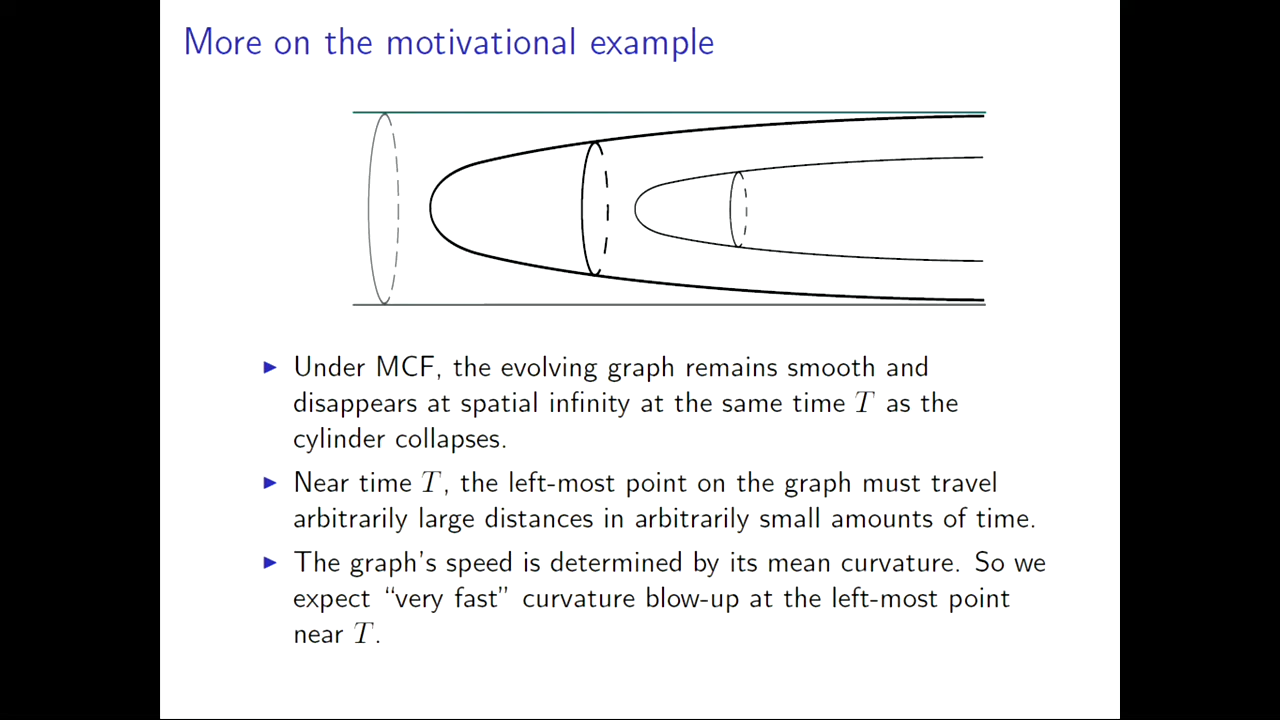 More on the motivational example
▶ Under MCF, the evolving graph remains smooth and
disappears at spatial infinity at the same time T as the
cylinder collapses.
▶ Near time T, the left-most point on the graph must travel
arbitrarily large distances in arbitrarily small amounts of time.
▶ The graph's speed is determined by its mean curvature. So we
expect “very fast” curvature blow-up at the left-most point
near T.